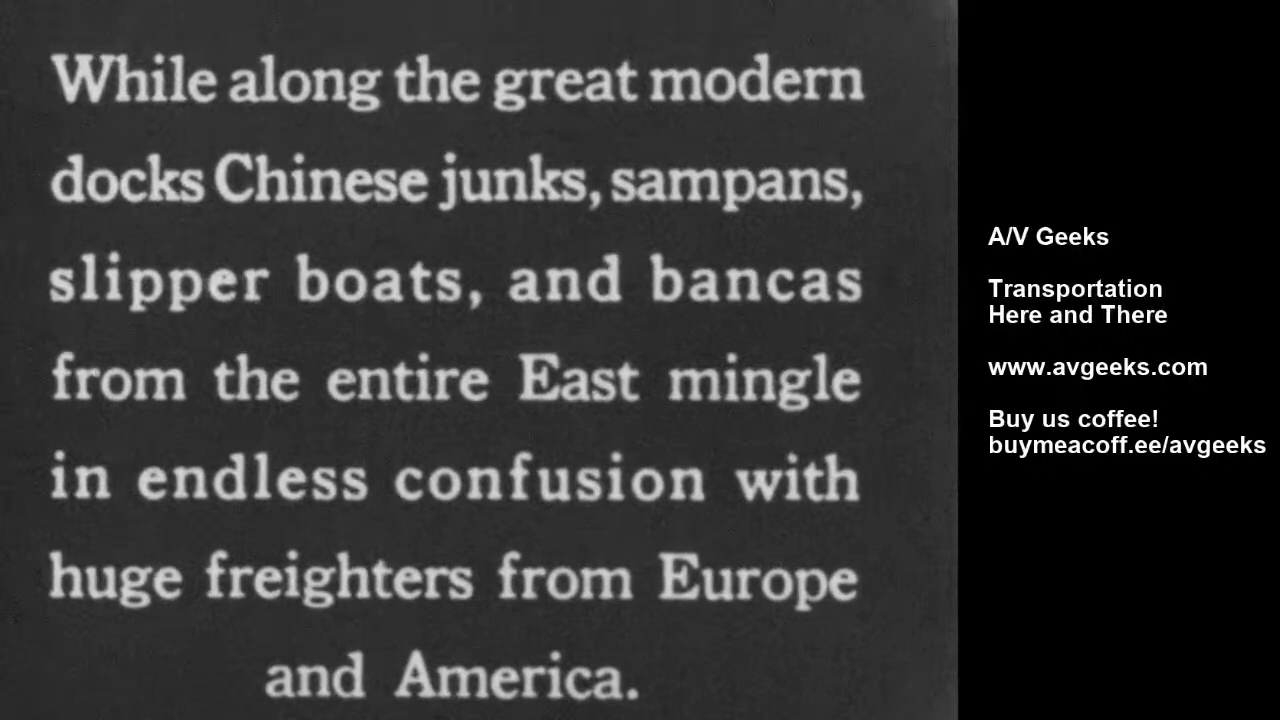 While along the great modern
docks Chinese junks, sampans,
slipper boats, and bancas
from the entire East mingle
in endless confusion with
huge freighters from Europe
and America.
A/V Geeks
Transportation
Here and There
www.avgeeks.com
Buy us coffee!
buymeacoff.ee/avgeeks